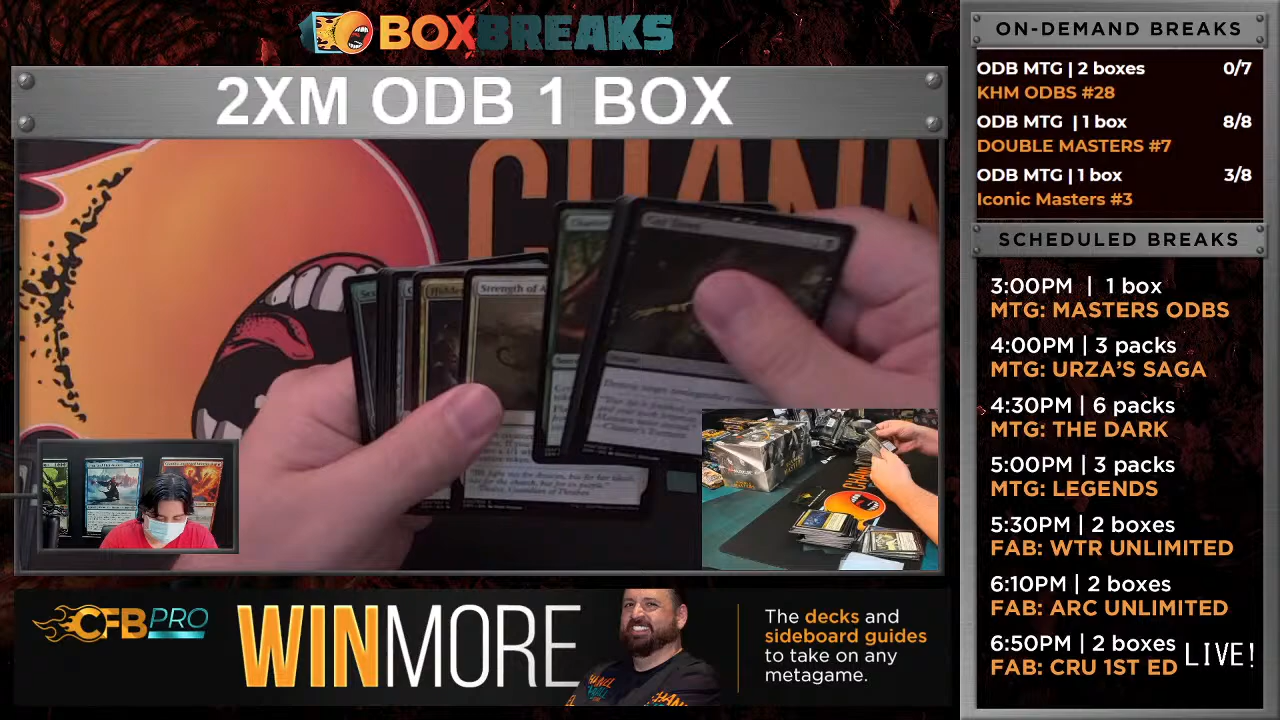 BOXBREAKS
2XM ODB 1 BOX
CHANN
Strength of A
CFB PRO
WINMORE
The decks and
sideboard guides
to take on any
metagame.
ON-DEMAND BREAKS
ODB MTG | 2 boxes 0/7
KHM ODBS #28
ODB MTG | 1 box 8/8
DOUBLE MASTERS #7
ODB MTG | 1 box 3/8
Iconic Masters #3
SCHEDULED BREAKS
3:00PM | 1 box
MTG: MASTERS ODBS
4:00PM | 3 packs
MTG: URZA'S SAGA
4:30PM | 6 packs
MTG: THE DARK
5:00PM | 3 packs
MTG: LEGENDS
5:30PM | 2 boxes
FAB: WTR UNLIMITED
6:10PM | 2 boxes
FAB: ARC UNLIMITED
6:50PM | 2 boxes
FAB: CRU 1ST ED
LIVE!